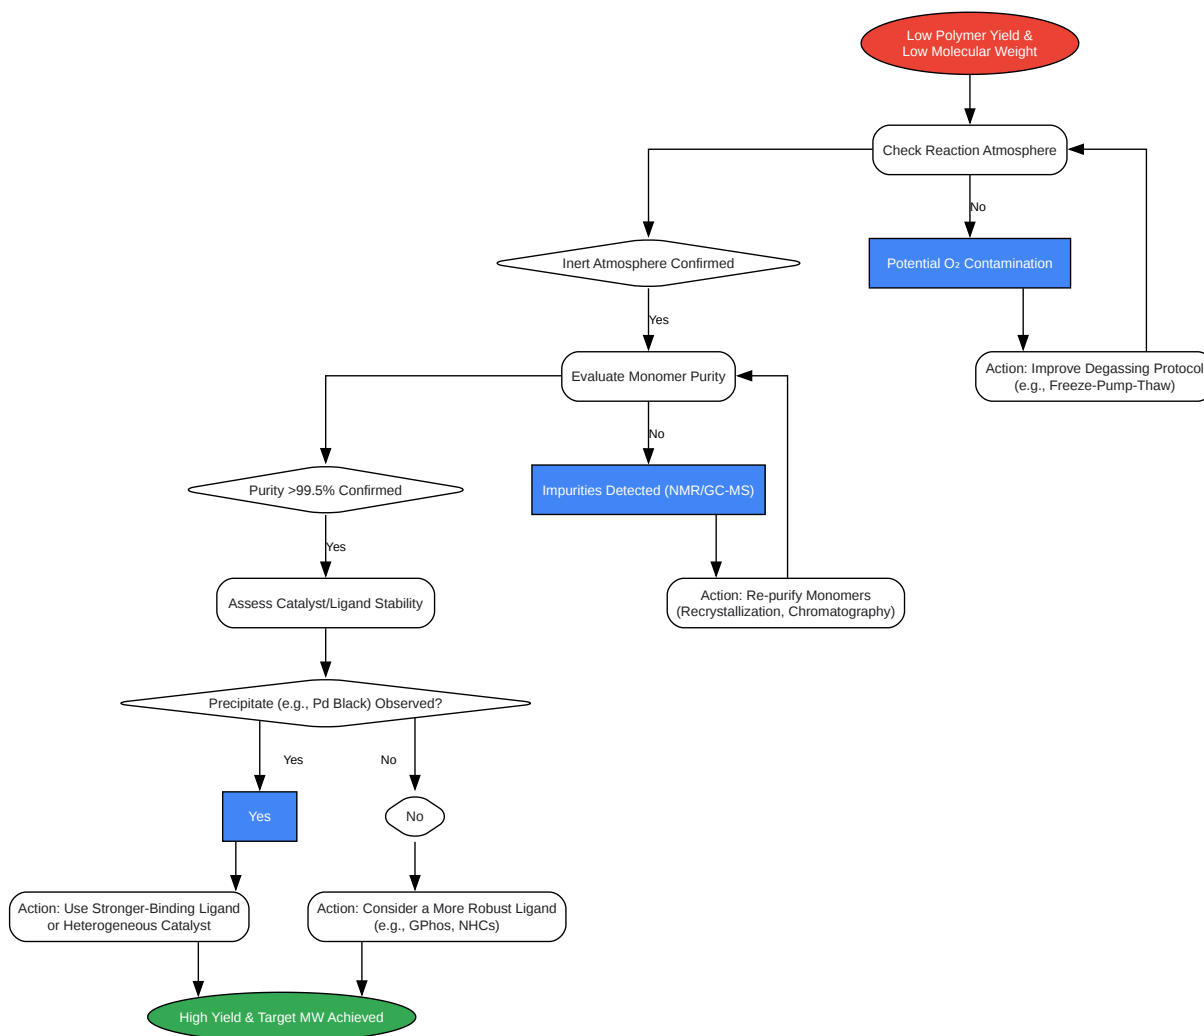 Low Polymer Yield &
Low Molecular Weight
Check Reaction Atmosphere
No
Inert Atmosphere Confirmed
Potential O₂ Contamination
Yes
Action: Improve Degassing Protocol
(e.g., Freeze-Pump-Thaw)
Evaluate Monomer Purity
No
Purity >99.5% Confirmed
Impurities Detected (NMR/GC-MS)
Yes
Action: Re-purify Monomers
(Recrystallization, Chromatography)
Assess Catalyst/Ligand Stability
Precipitate (e.g., Pd Black) Observed?
Yes
No
Yes
No
Action: Use Stronger-Binding Ligand
or Heterogeneous Catalyst
Action: Consider a More Robust Ligand
(e.g., GPhos, NHCs)
High Yield & Target MW Achieved